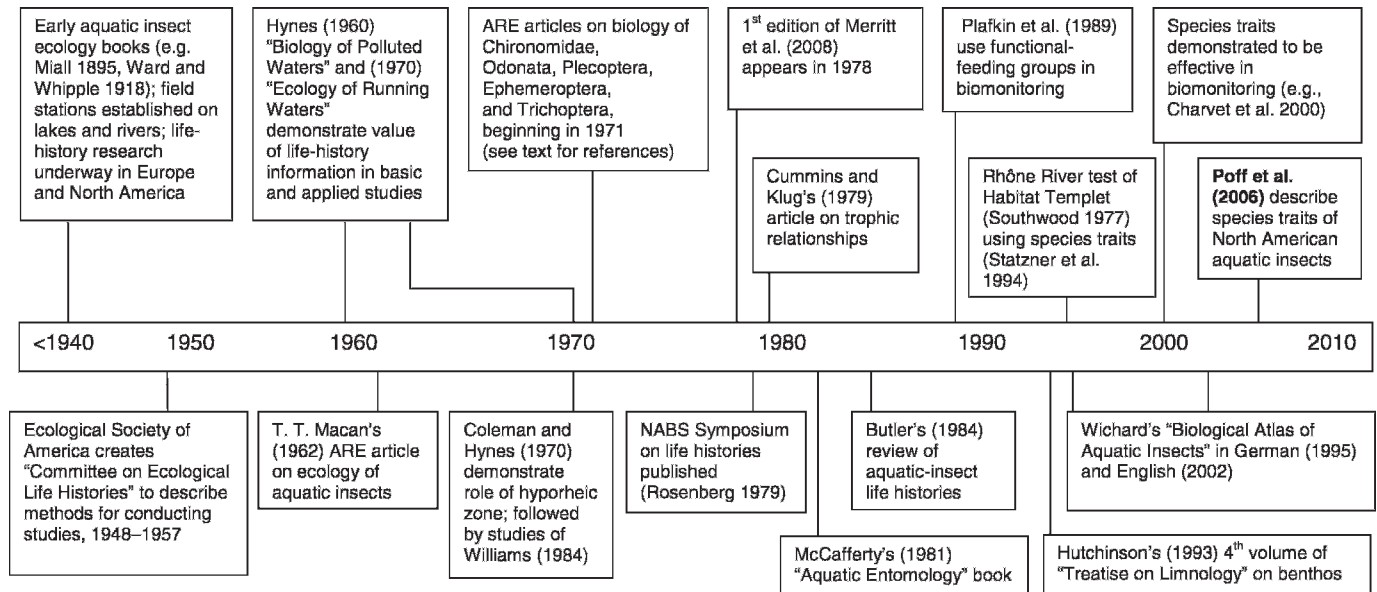 Early aquatic insect
ecology books (e.g.
Miall 1895, Ward and
Whipple 1918); field
stations established on
lakes and rivers; life-
history research
underway in Europe
and North America
Hynes (1960)
“Biology of Polluted
Waters” and (1970)
“Ecology of Running
Waters”
demonstrate value
of life-history
information in basic
and applied studies
ARE articles on biology of
Chironomidae,
Odonata, Plecoptera,
Ephemeroptera,
and Trichoptera,
beginning in 1971
(see text for references)
1st edition of Merritt
et al. (2008)
appears in 1978
Cummins and
Klug's (1979)
article on trophic
relationships
Plafkin et al. (1989)
use functional-
feeding groups in
biomonitoring
Rhône River test of
Habitat Templet
(Southwood 1977)
using species traits
(Statzner et al.
1994)
Species traits
demonstrated to be
effective in
biomonitoring (e.g.,
Charvet et al. 2000)
Poff et al.
(2006) describe
species traits of
North American
aquatic insects
<1940 1950 1960 1970 1980 1990 2000 2010
Ecological Society of
America creates
“Committee on Ecological
Life Histories” to describe
methods for conducting
studies, 1948–1957
T. T. Macan's
(1962) ARE article
on ecology of
aquatic insects
Coleman and
Hynes (1970)
demonstrate
role of hyporheic
zone; followed
by studies of
Williams (1984)
NABS Symposium
on life histories
published
(Rosenberg 1979)
McCafferty's (1981)
“Aquatic Entomology” book
Butler's (1984)
review of
aquatic-insect
life histories
Hutchinson's (1993) 4th volume of
“Treatise on Limnology” on benthos
Wichard's “Biological Atlas of
Aquatic Insects” in German (1995)
and English (2002)